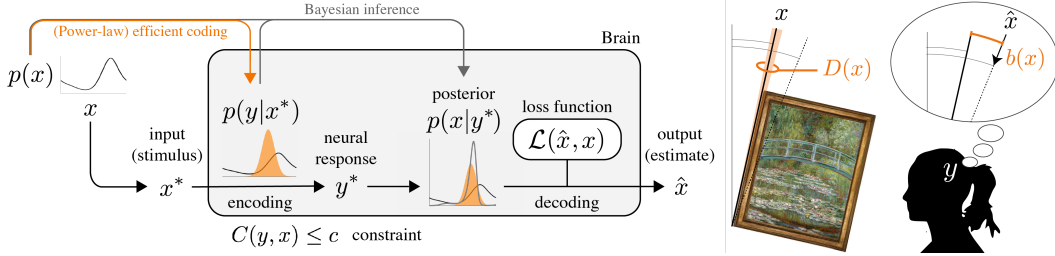 Bayesian inference
(Power-law) efficient coding
Brain
p(x)
x
input
(stimulus)
x*
p(y|x*)
encoding
neural
response
y*
posterior
p(x|y*)
loss function
ℒ(x̂, x)
decoding
output
(estimate)
x̂
C(y, x) ≤ c constraint
x
D(x)
x̂
b(x)
y